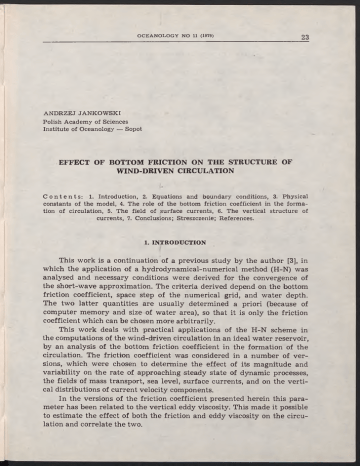 OCEANOLOGY NO 11 (1979)
23
ANDRZEJ JANKOWSKI
Polish Academy of Sciences
Institute of Oceanology — Sopot
EFFECT OF BOTTOM FRICTION ON THE STRUCTURE OF
WIND-DRIVEN CIRCULATION
Contents: 1. Introduction, 2. Equations and boundary conditions, 3. Physical
constants of the model, 4. The role of the bottom friction coefficient in the forma-
tion of circulation, 5. The field of surface currents, 6. The vertical structure of
currents, 7. Conclusions; Streszczenie; References.
1. INTRODUCTION
This work is a continuation of a previous study by the author [3], in
which the application of a hydrodynamical-numerical method (H-N) was
analysed and necessary conditions were derived for the convergence of
the short-wave approximation. The criteria derived depend on the bottom
friction coefficient, space step of the numerical grid, and water depth.
The two latter quantities are usually determined a priori (because of
computer memory and size of water area), so that it is only the friction
coefficient which can be chosen more arbitrarily.
This work deals with practical applications of the H-N scheme in
the computations of the wind-driven circulation in an ideal water reservoir,
by an analysis of the bottom friction coefficient in the formation of the
circulation. The friction coefficient was considered in a number of ver-
sions, which were chosen to determine the effect of its magnitude and
variability on the rate of approaching steady state of dynamic processes,
the fields of mass transport, sea level, surface currents, and on the verti-
cal distributions of current velocity components.
In the versions of the friction coefficient presented herein this para-
meter has been related to the vertical eddy viscosity. This made it possible
to estimate the effect of both the friction and eddy viscosity on the circu-
lation and correlate the two.